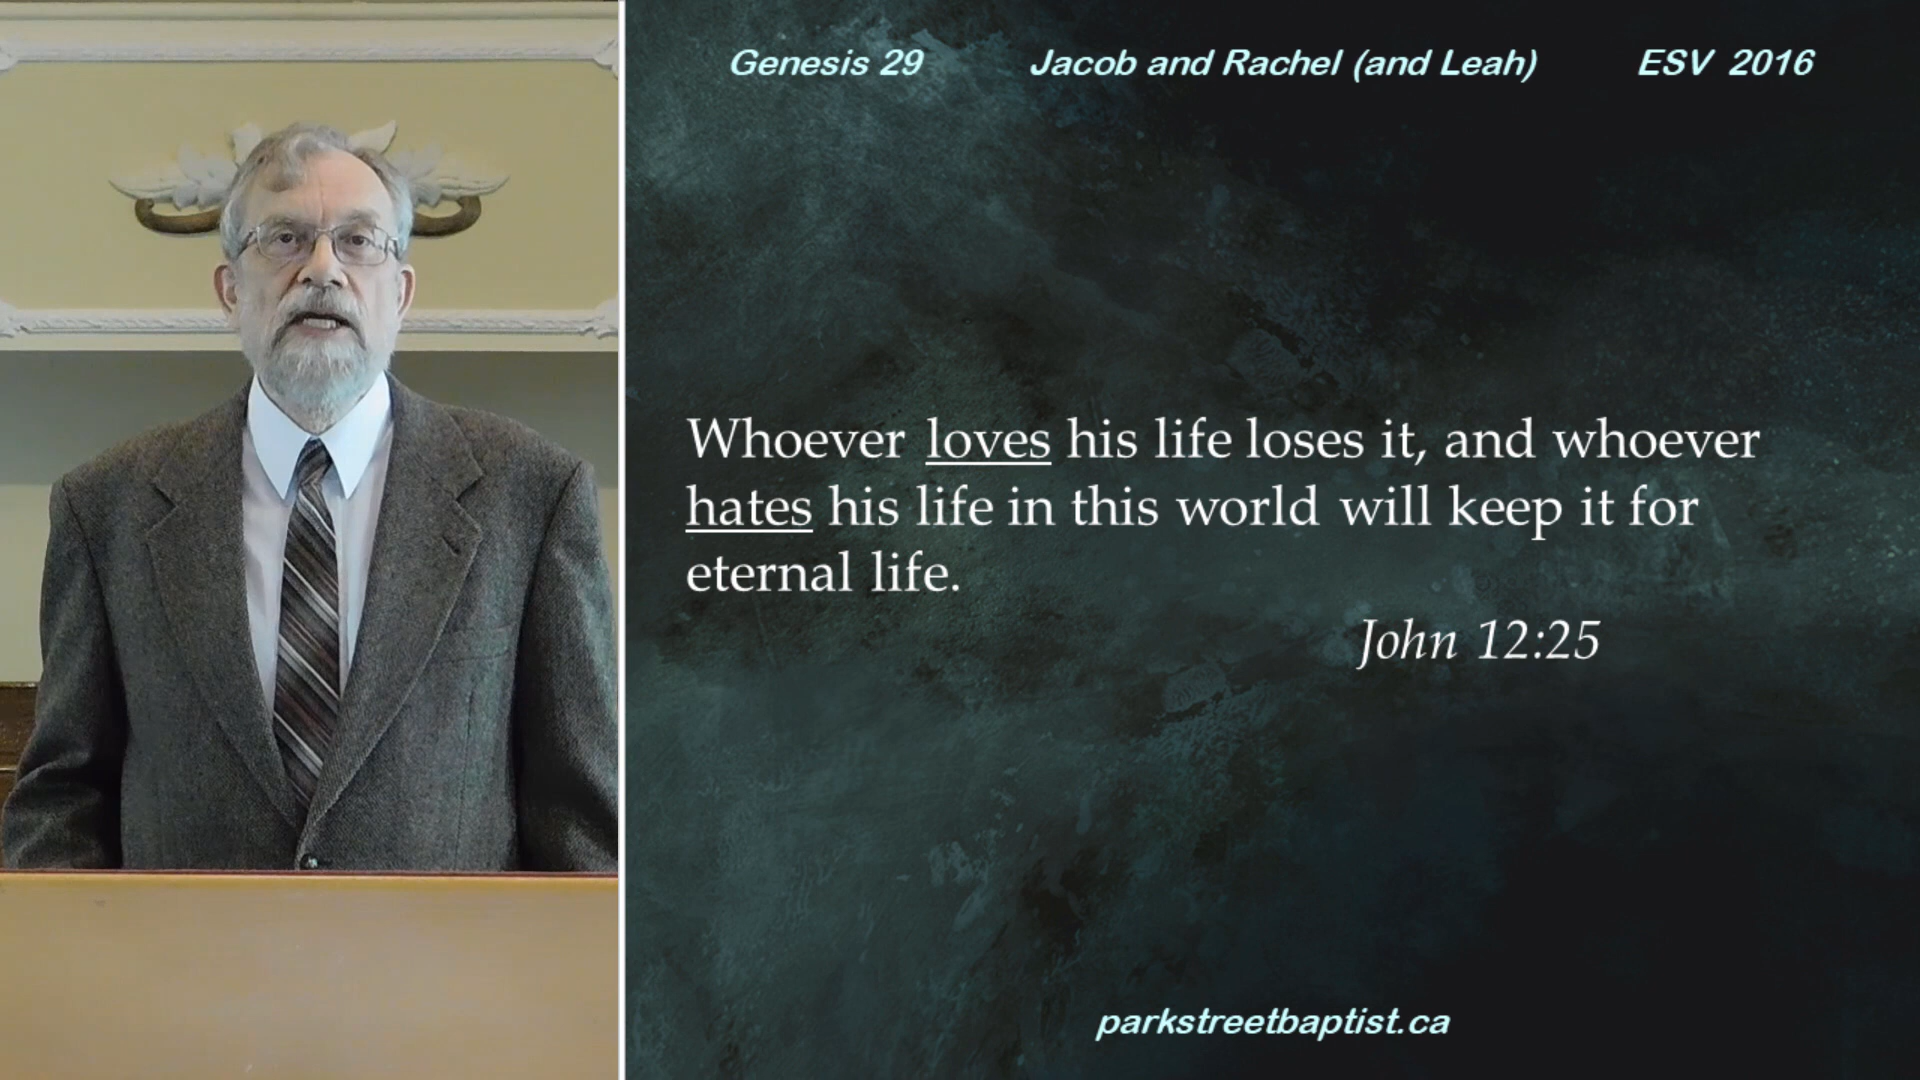 Genesis 29 Jacob and Rachel (and Leah) ESV 2016
Whoever loves his life loses it, and whoever
hates his life in this world will keep it for
eternal life.
John 12:25
parkstreetbaptist.ca